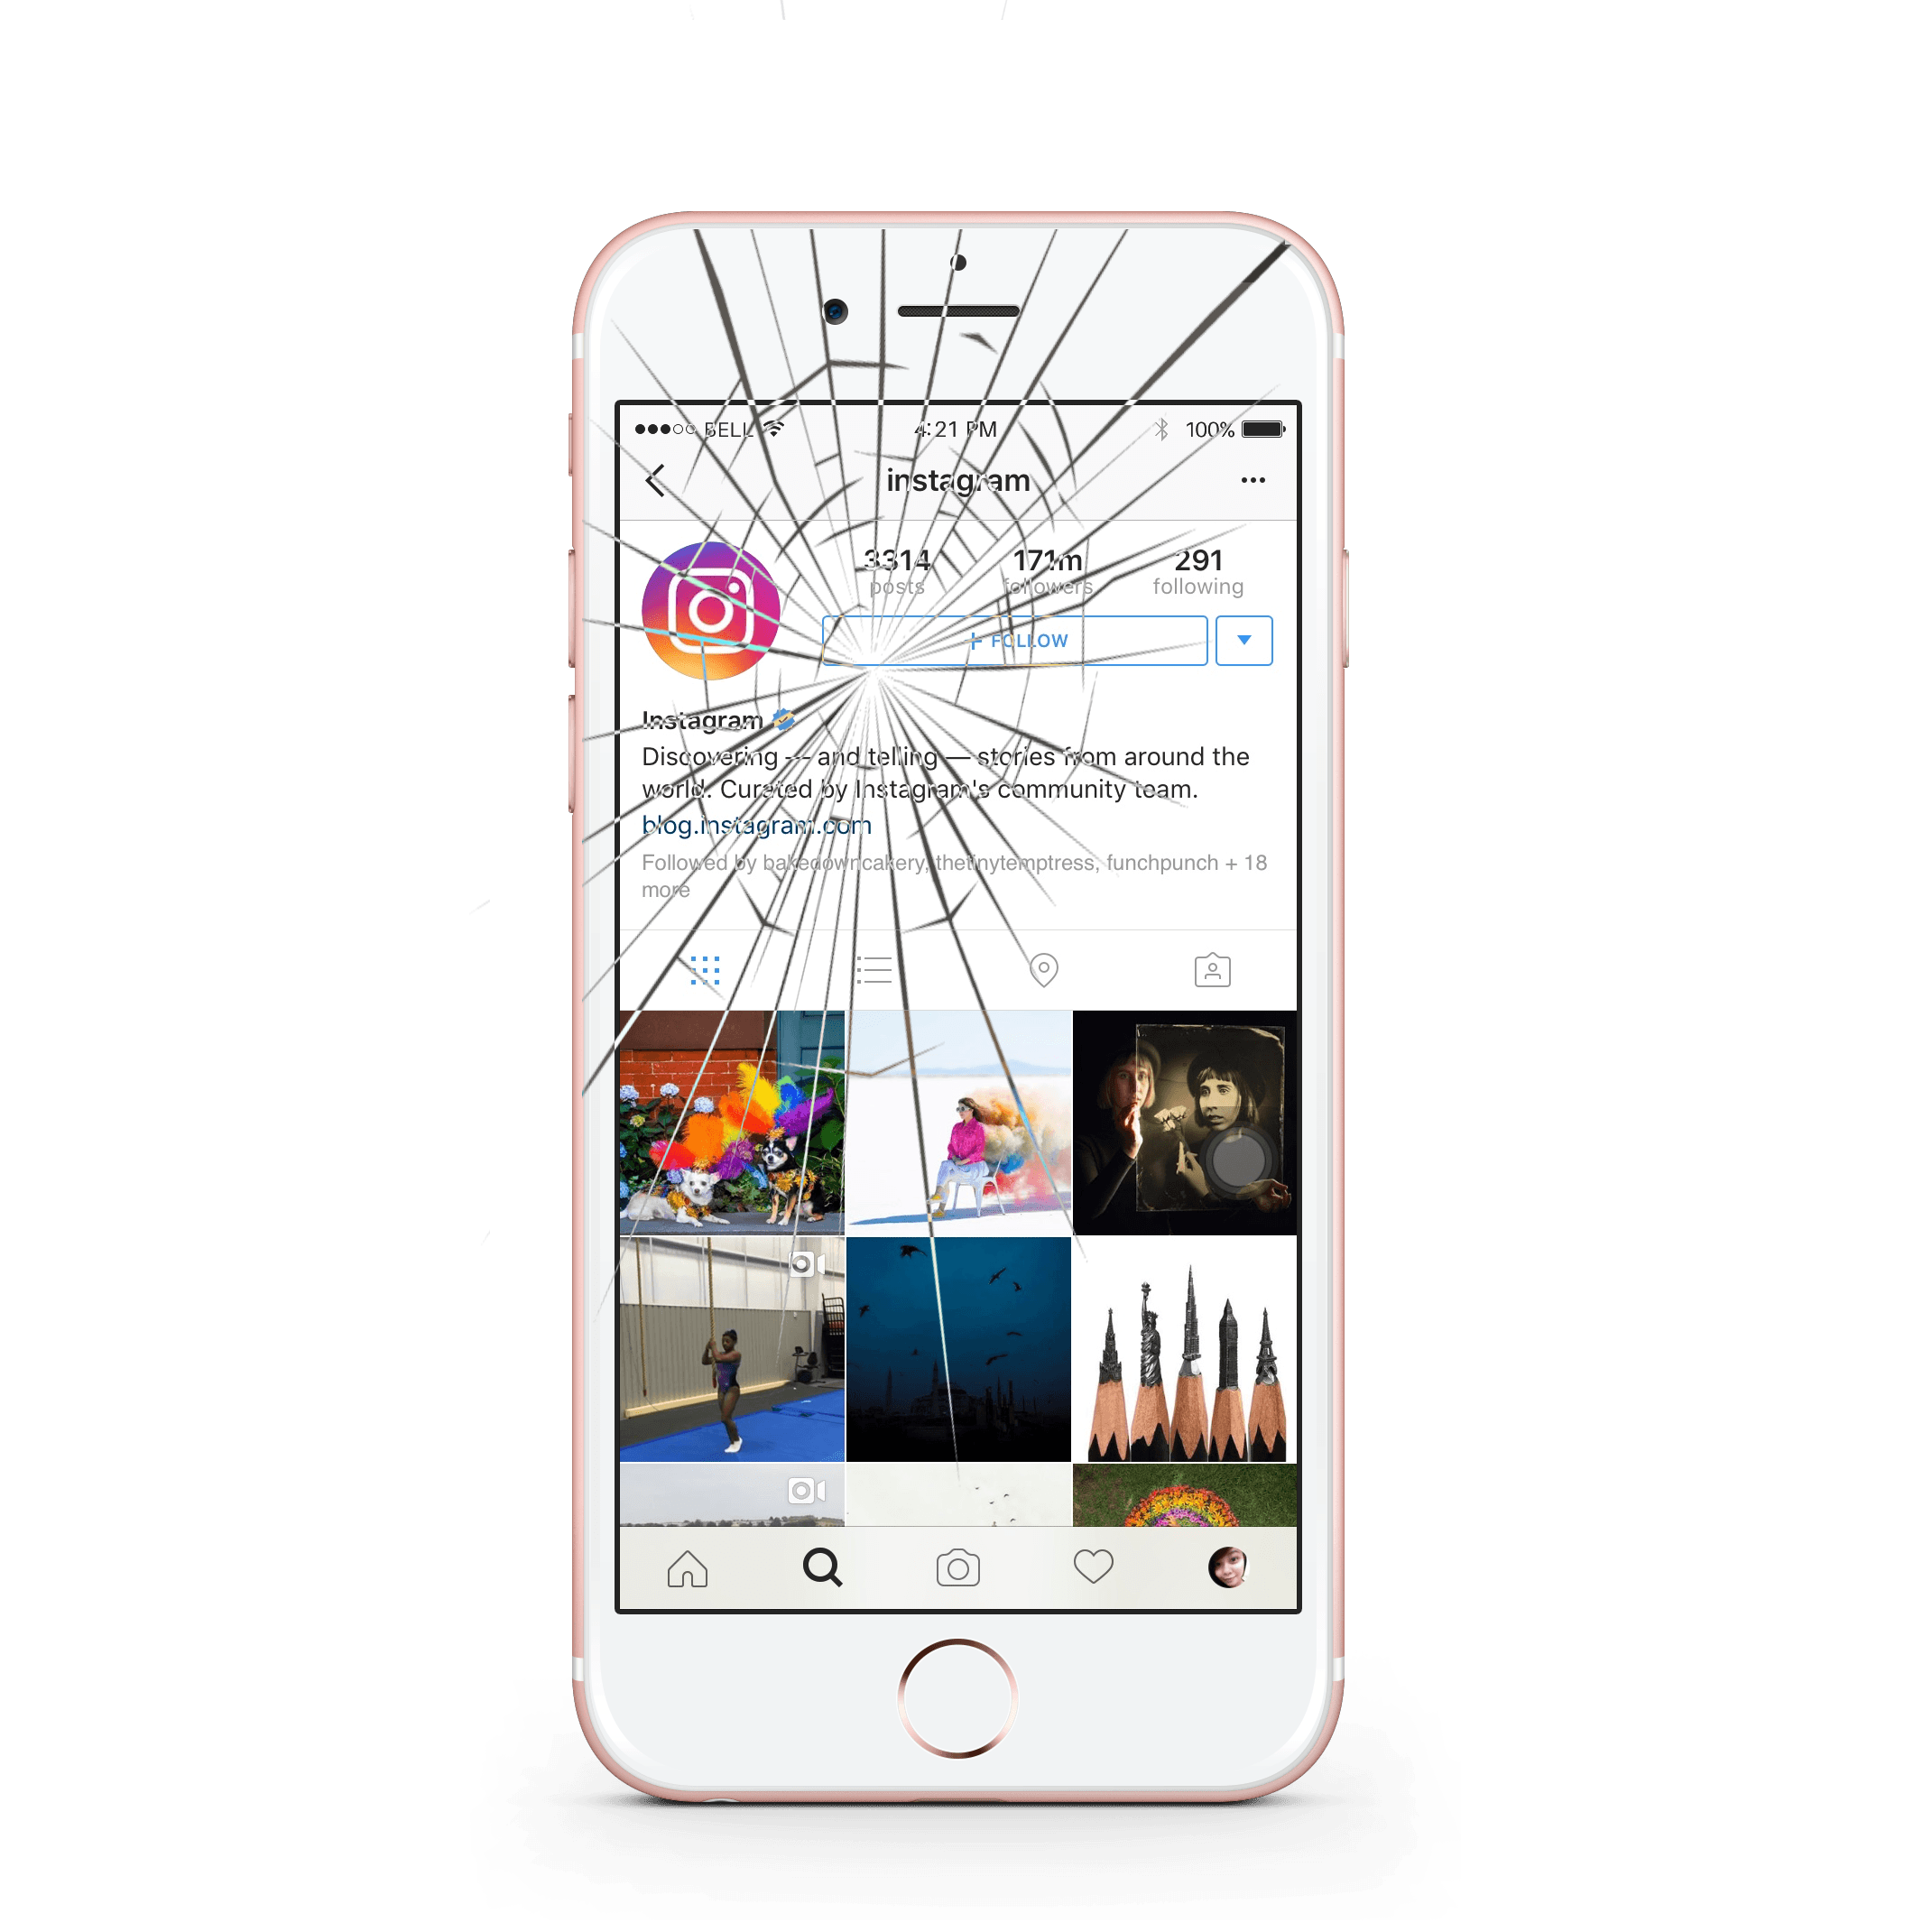 BELL 4:21 PM 100%
instagram
3314 171m 291
posts followers following
+ FOLLOW
Instagram
Discovering — and telling — stories from around the
world. Curated by Instagram's community team.
blog.instagram.com
Followed by bakedowncakery, thetinytemptress, funchpunch + 18
more